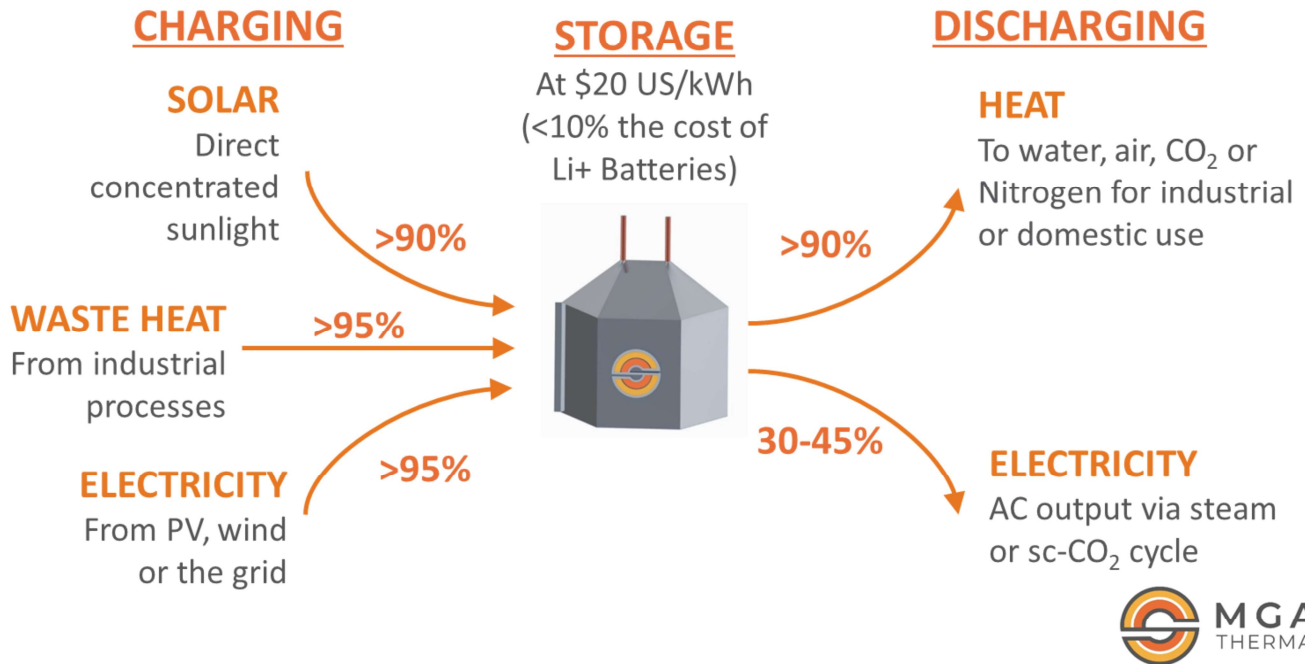 CHARGING
SOLAR
Direct
concentrated
sunlight
>90%
WASTE HEAT
From industrial
processes
>95%
ELECTRICITY
From PV, wind
or the grid
>95%
STORAGE
At $20 US/kWh
(<10% the cost of
Li+ Batteries)
DISCHARGING
>90%
HEAT
To water, air, CO₂ or
Nitrogen for industrial
or domestic use
30-45%
ELECTRICITY
AC output via steam
or sc-CO₂ cycle
MGA
THERMA